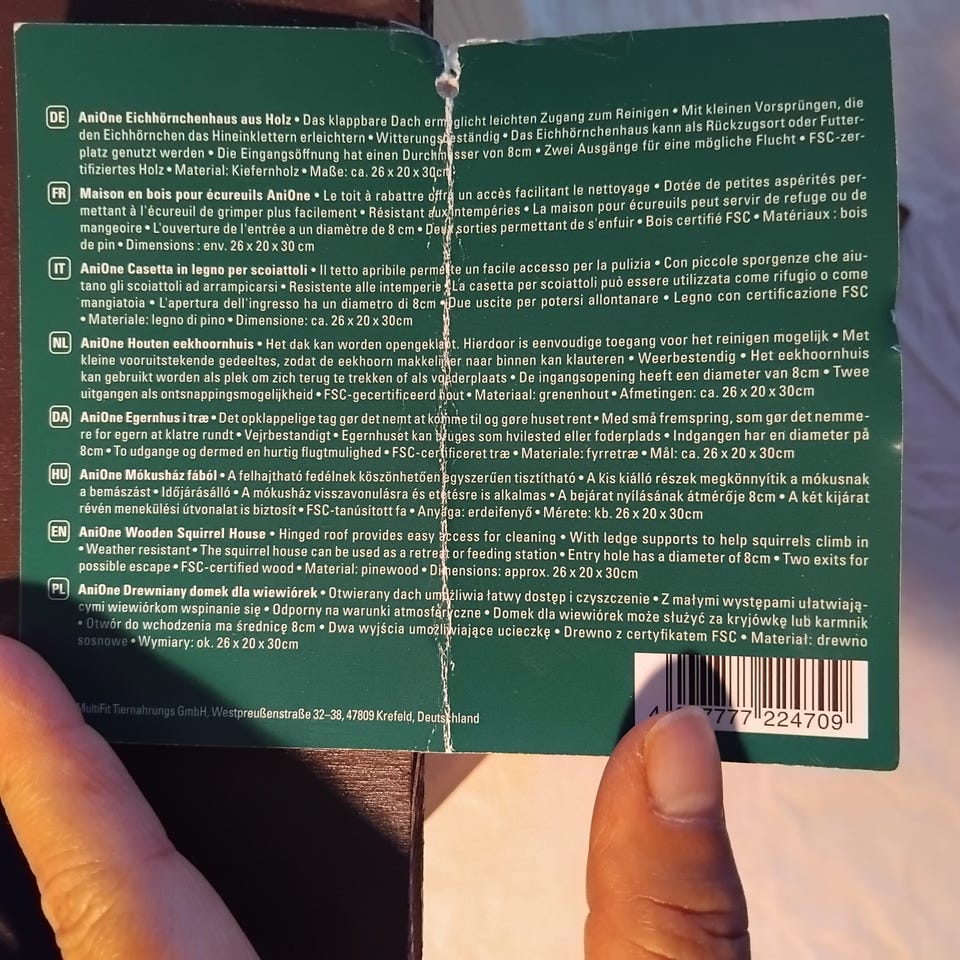 DE AniOne Eichhörnchenhaus aus Holz • Das klappbare Dach ermöglicht leichten Zugang zum Reinigen • Mit kleinen Vorsprüngen, die
den Eichhörnchen das Hineinklettern erleichtern • Witterungsbeständig • Das Eichhörnchenhaus kann als Rückzugsort oder Futter-
platz genutzt werden • Die Eingangsöffnung hat einen Durchmesser von 8cm • Zwei Ausgänge für eine mögliche Flucht • FSC-zer-
tifiziertes Holz • Material: Kiefernholz • Maße: ca. 26 x 20 x 30cm
FR Maison en bois pour écureuils AniOne • Le toit à rabattre offra un accès facilitant le nettoyage • Dotée de petites aspérités per-
mettant à l'écureuil de grimper plus facilement • Résistant aux intempéries • La maison pour écureuils peut servir de refuge ou de
mangeoire • L'ouverture de l'entrée a un diamètre de 8 cm • Deux sorties permettant de s'enfuir • Bois certifié FSC • Matériaux : bois
de pin • Dimensions : env. 26 x 20 x 30 cm
IT AniOne Casetta in legno per scoiattoli • Il tetto apribile permette un facile accesso per la pulizia • Con piccole sporgenze che aiu-
tano gli scoiattoli ad arrampicarsi • Resistente alle intemperie • La casetta per scoiattoli può essere utilizzata come rifugio o come
mangiatoia • L'apertura dell'ingresso ha un diametro di 8cm • Due uscite per potersi allontanare • Legno con certificazione FSC
• Materiale: legno di pino • Dimensione: ca. 26 x 20 x 30cm
NL AniOne Houten eekhoornhuis • Het dak kan worden opengeklapt. Hierdoor is eenvoudige toegang voor het reinigen mogelijk • Met
kleine vooruitstekende gedeeltes, zodat de eekhoorn makkelijker naar binnen kan klauteren • Weerbestendig • Het eekhoornhuis
kan gebruikt worden als plek om zich terug te trekken of als voederplaats • De ingangsopening heeft een diameter van 8cm • Twee
uitgangen als ontsnappingsmogelijkheid • FSC-gecertificeerd hout • Materiaal: grenenhout • Afmetingen: ca. 26 x 20 x 30cm
DA AniOne Egernhus i træ • Det opklappelige tag gør det nemt at komme til og gøre huset rent • Med små fremspring, som gør det nemme-
re for egern at klatre rundt • Vejrbestandigt • Egernhuset kan bruges som hvilested eller foderplads • Indgangen har en diameter på
8cm • To udgange og dermed en hurtig flugtmulighed • FSC-certificeret træ • Materiale: fyrretræ • Mål: ca. 26 x 20 x 30cm
HU AniOne Mókusház fából • A felhajtható fedélnek köszönhetően egyszerűen tisztítható • A kis kiálló részek megkönnyítik a mókusnak
a bemászást • Időjárásálló • A mókusház visszavonulásra és etetésre is alkalmas • A bejárat nyílásának átmérője 8cm • A két kijárat
révén menekülési útvonalat is biztosít • FSC-tanúsított fa • Anyaga: erdeifenyő • Mérete: kb. 26 x 20 x 30cm
EN AniOne Wooden Squirrel House • Hinged roof provides easy access for cleaning • With ledge supports to help squirrels climb in
• Weather resistant • The squirrel house can be used as a retreat or feeding station • Entry hole has a diameter of 8cm • Two exits for
possible escape • FSC-certified wood • Material: pinewood • Dimensions: approx. 26 x 20 x 30cm
PL AniOne Drewniany domek dla wiewiórek • Otwierany dach umożliwia łatwy dostęp i czyszczenie • Z małymi występami ułatwiają-
cymi wiewiórkom wspinanie się • Odporny na warunki atmosferyczne • Domek dla wiewiórek może służyć za kryjówkę lub karmnik
• Otwór do wchodzenia ma średnicę 8cm • Dwa wyjścia umożliwiające ucieczkę • Drewno z certyfikatem FSC • Materiał: drewno
sosnowe • Wymiary: ok. 26 x 20 x 30cm
MultiFit Tiernahrungs GmbH, Westpreußenstraße 32–38, 47809 Krefeld, Deutschland
224709